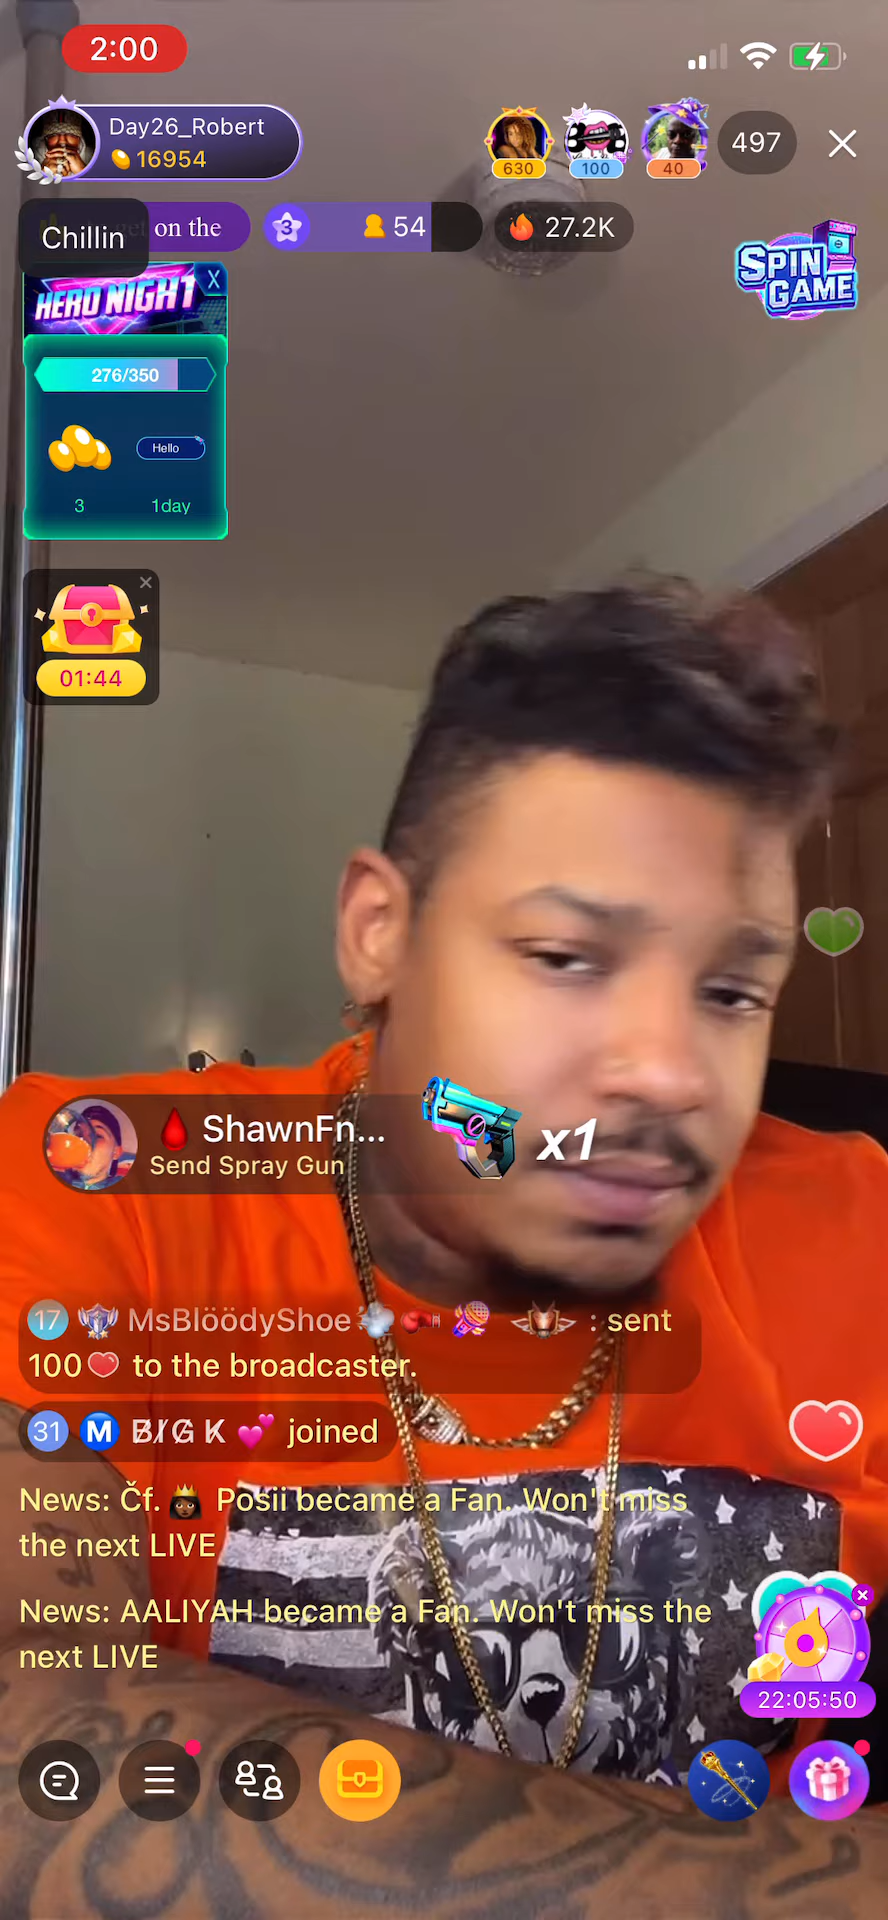 2:00
Day26_Robert
16954
630
100
40
497
Chillin
on the
3
54
27.2K
SPIN GAME
HERO NIGHT
X
276/350
Hello
3
1day
01:44
ShawnFn...
Send Spray Gun
x1
17 MsBlöödyShoe : sent
100 to the broadcaster.
31 M B/G K joined
News: Čf. Posii became a Fan. Won't miss
the next LIVE
News: AALIYAH became a Fan. Won't miss the
next LIVE
22:05:50